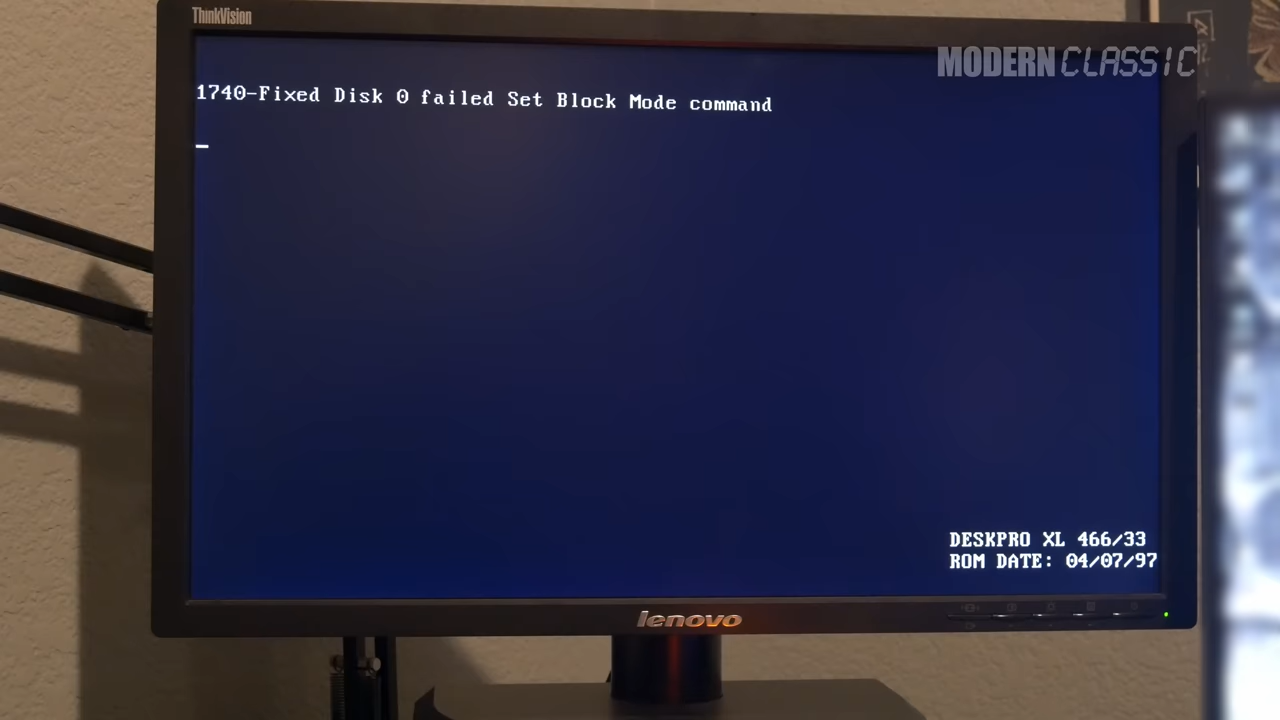 ThinkVision
MODERN CLASSIC
1740-Fixed Disk 0 failed Set Block Mode command
DESKPRO XL 466/33
ROM DATE: 04/07/97
lenovo